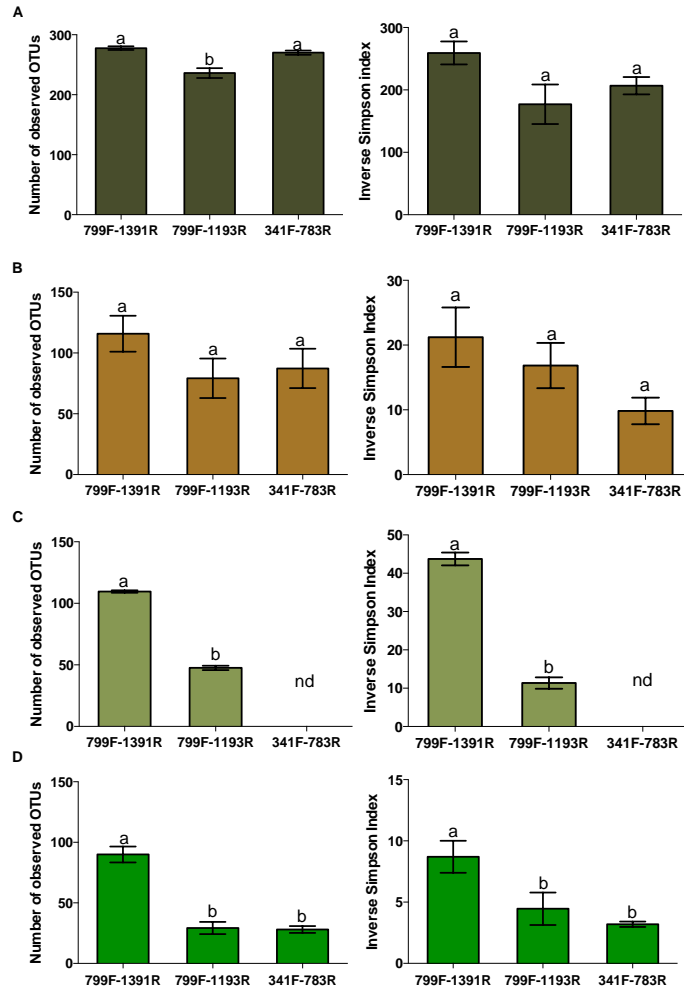 A
Number of observed OTUs
300
200
100
0
a
b
a
799F-1391R
799F-1193R
341F-783R
Inverse Simpson index
300
200
100
0
a
a
a
799F-1391R
799F-1193R
341F-783R
B
Number of observed OTUs
150
100
50
0
a
a
a
799F-1391R
799F-1193R
341F-783R
Inverse Simpson Index
30
20
10
0
a
a
a
799F-1391R
799F-1193R
341F-783R
C
Number of observed OTUs
150
100
50
0
a
b
nd
799F-1391R
799F-1193R
341F-783R
Inverse Simpson Index
50
40
30
20
10
0
a
b
nd
799F-1391R
799F-1193R
341F-783R
D
Number of observed OTUs
150
100
50
0
a
b
b
799F-1391R
799F-1193R
341F-783R
Inverse Simpson Index
15
10
5
0
a
b
b
799F-1391R
799F-1193R
341F-783R